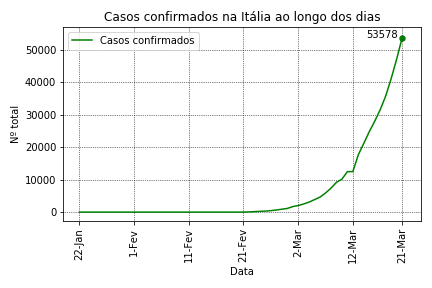 Casos confirmados na Itália ao longo dos dias
Casos confirmados
53578
Nº total
50000
40000
30000
20000
10000
0
22-Jan
1-Fev
11-Fev
21-Fev
2-Mar
12-Mar
21-Mar
Data